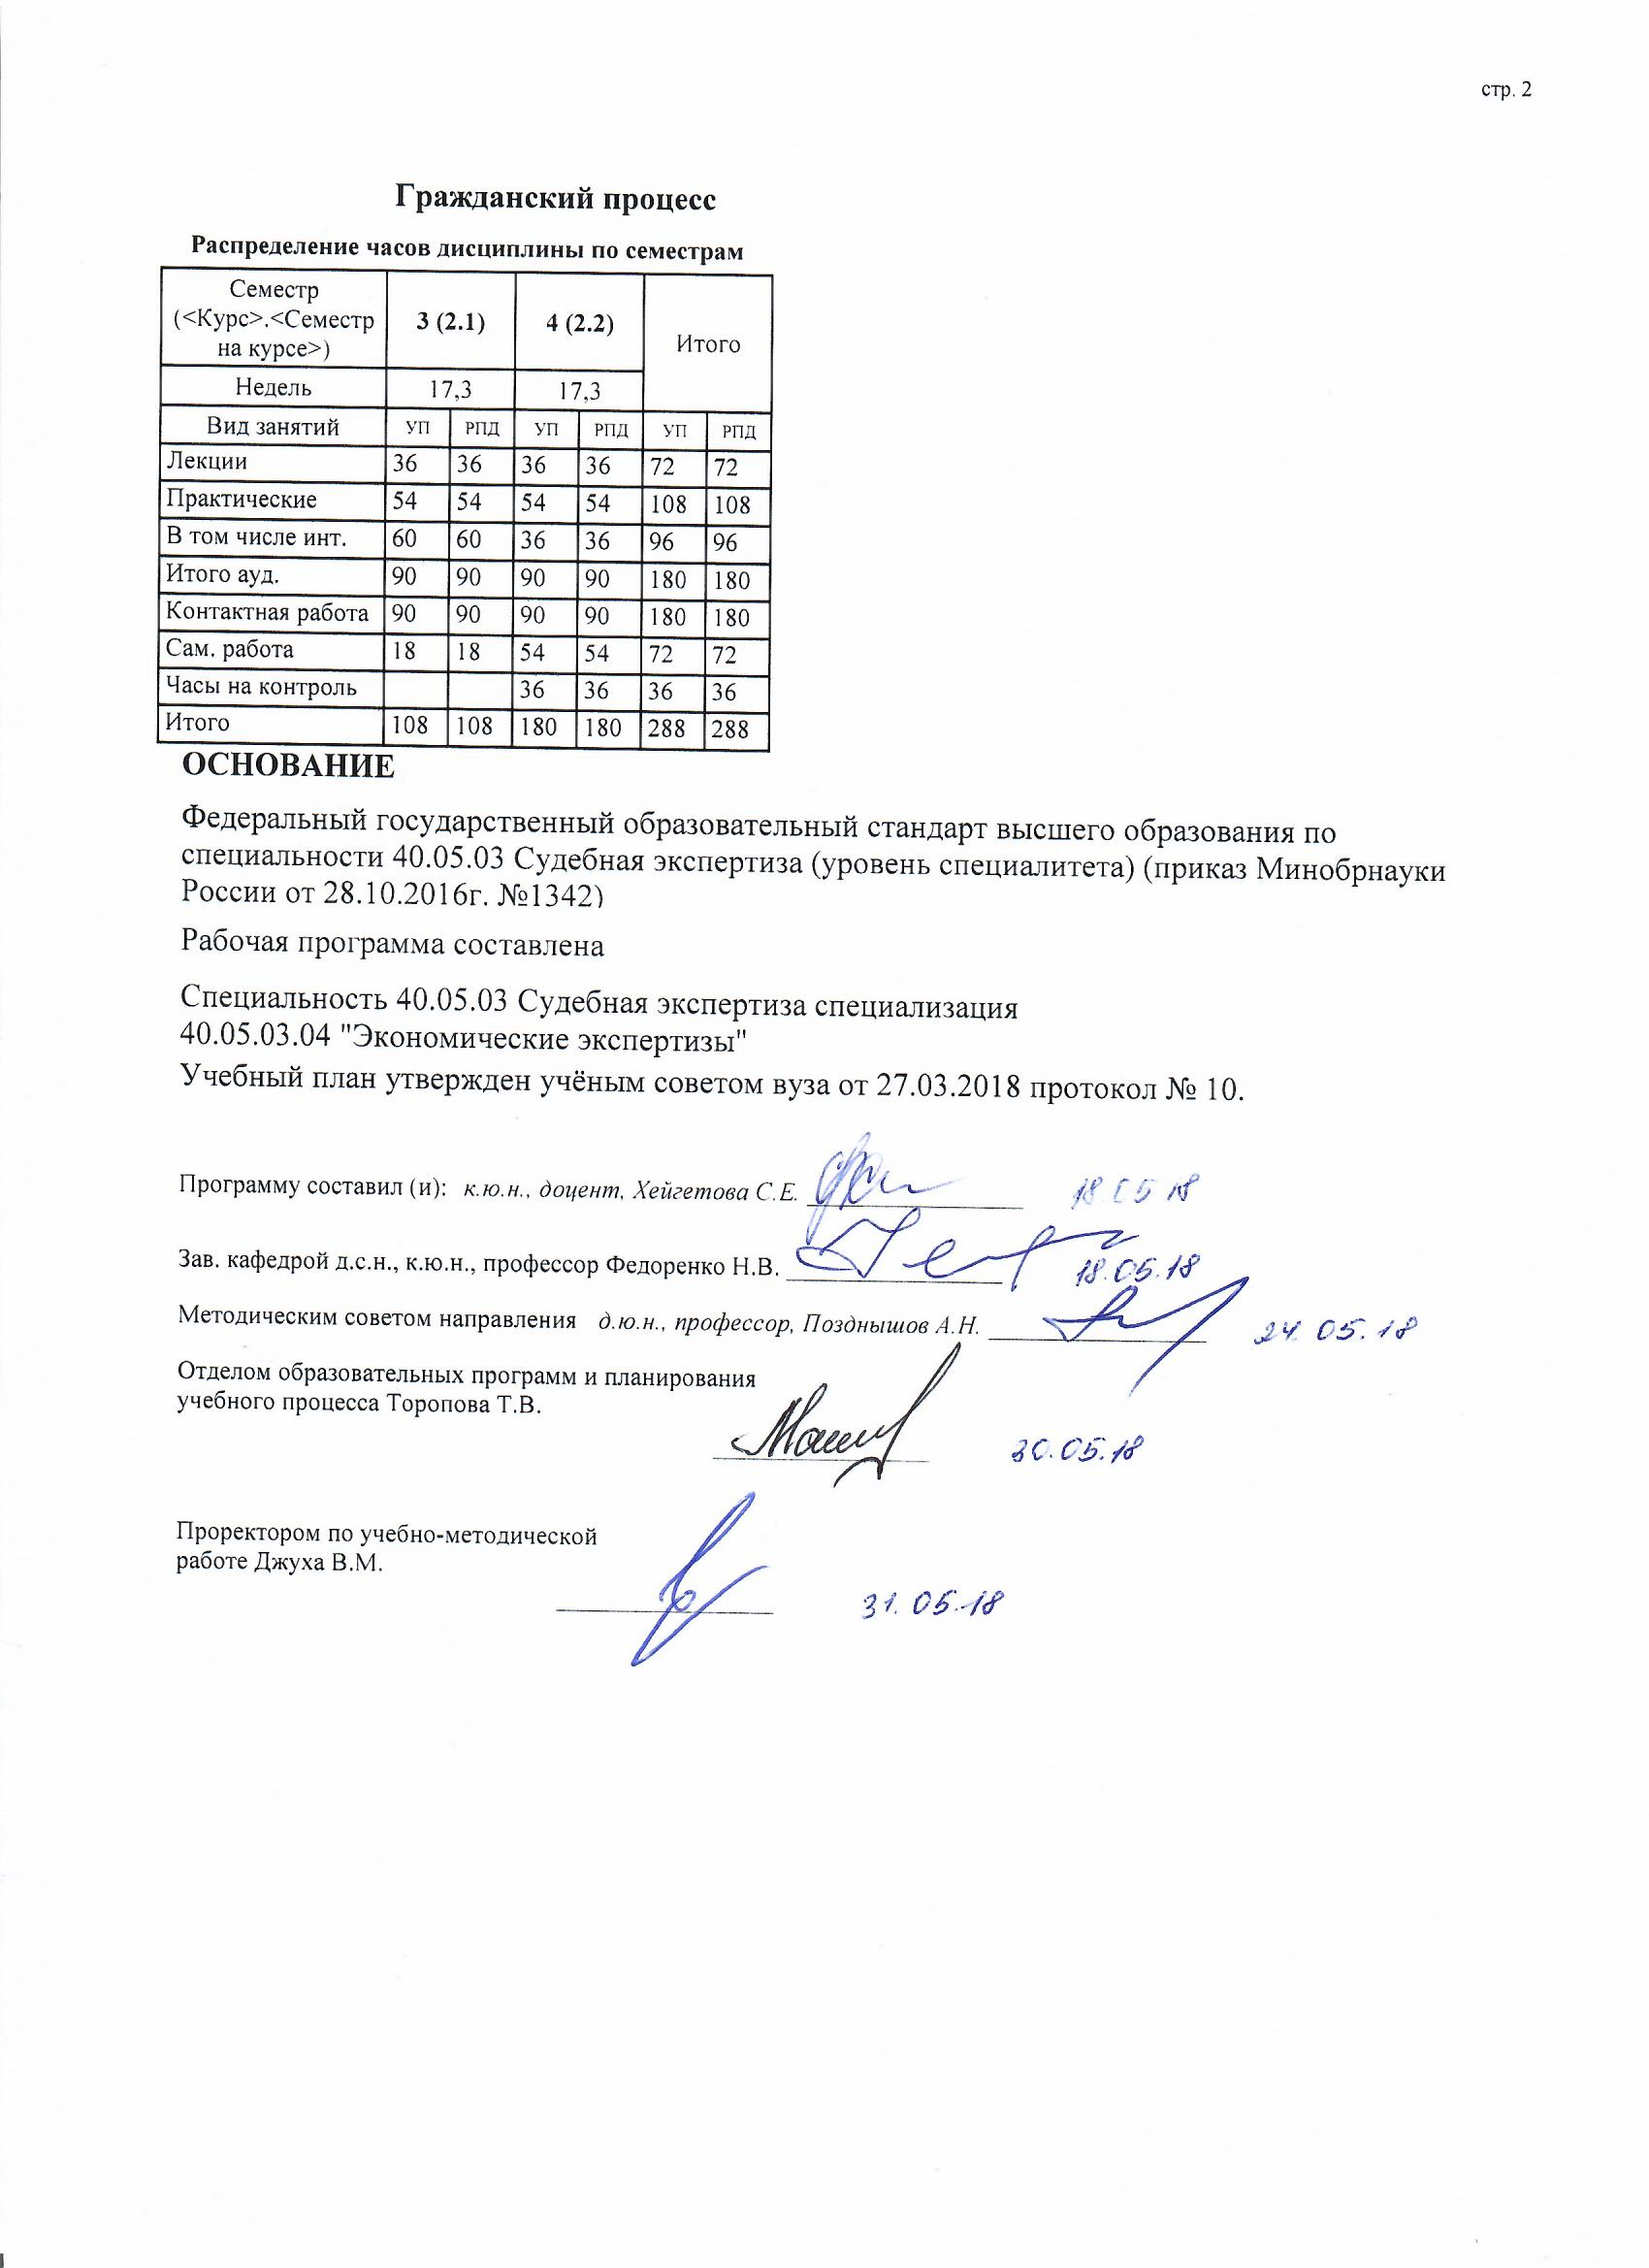 стр. 2
Гражданский процесс
Распределение часов дисциплины по семестрам
Семестр (<Курс>.<Семестр на курсе>) 3 (2.1) 4 (2.2) Итого
Недель 17,3 17,3
Вид занятий УП РПД УП РПД УП РПД
Лекции 36 36 36 36 72 72
Практические 54 54 54 54 108 108
В том числе инт. 60 60 36 36 96 96
Итого ауд. 90 90 90 90 180 180
Контактная работа 90 90 90 90 180 180
Сам. работа 18 18 54 54 72 72
Часы на контроль 36 36 36 36
Итого 108 108 180 180 288 288
ОСНОВАНИЕ
Федеральный государственный образовательный стандарт высшего образования по
специальности 40.05.03 Судебная экспертиза (уровень специалитета) (приказ Минобрнауки
России от 28.10.2016г. №1342)
Рабочая программа составлена
Специальность 40.05.03 Судебная экспертиза специализация
40.05.03.04 "Экономические экспертизы"
Учебный план утвержден учёным советом вуза от 27.03.2018 протокол № 10.
Программу составил (и): к.ю.н., доцент, Хейгетова С.Е. 18.05 18
Зав. кафедрой д.с.н., к.ю.н., профессор Федоренко Н.В. 18.05.18
Методическим советом направления д.ю.н., профессор, Позднышов А.Н. 24.05.18
Отделом образовательных программ и планирования
учебного процесса Торопова Т.В.
30.05.18
Проректором по учебно-методической
работе Джуха В.М.
31.05.18